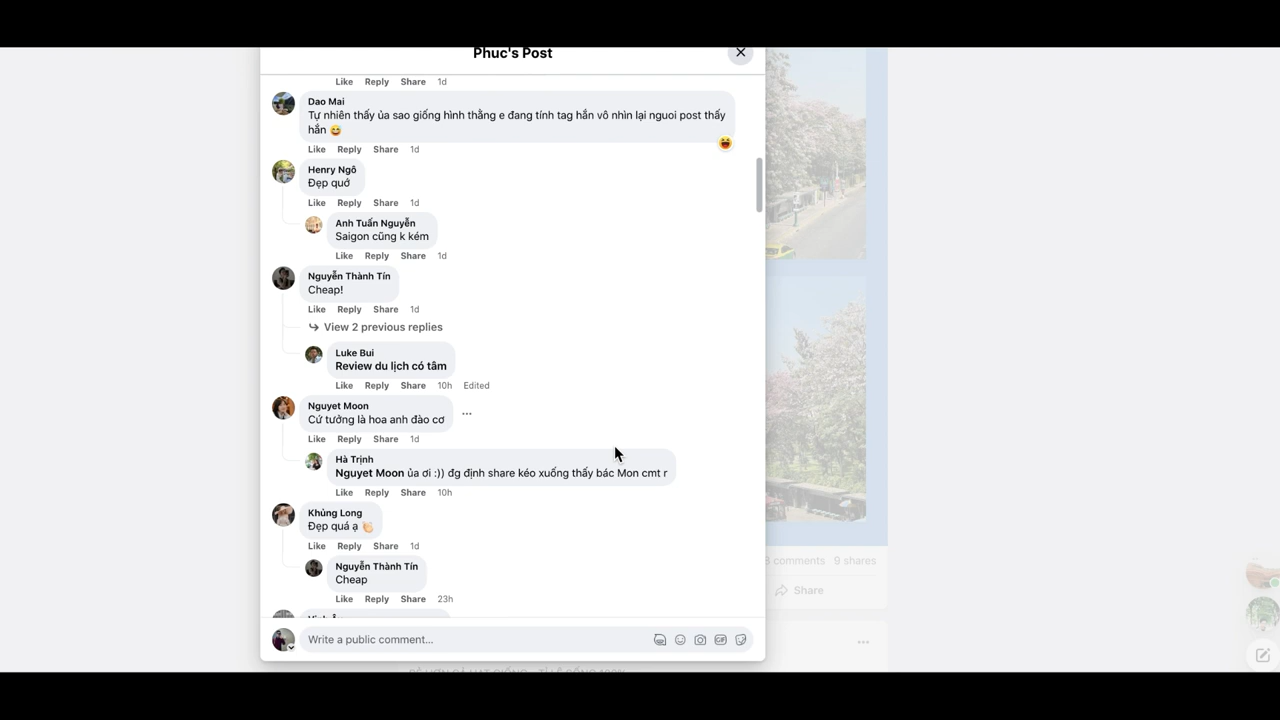 Phuc's Post
Like Reply Share 1d
Dao Mai
Tự nhiên thấy ủa sao giống hình thằng e đang tính tag hắn vô nhìn lại nguoi post thấy
hắn 😄
Like Reply Share 1d
Henry Ngô
Đẹp quớ
Like Reply Share 1d
Anh Tuấn Nguyễn
Saigon cũng k kém
Like Reply Share 1d
Nguyễn Thành Tín
Cheap!
Like Reply Share 1d
View 2 previous replies
Luke Bui
Review du lịch có tâm
Like Reply Share 10h Edited
Nguyet Moon
Cứ tưởng là hoa anh đào cơ
Like Reply Share 1d
Hà Trịnh
Nguyet Moon ủa ơi :)) đg định share kéo xuống thấy bác Mon cmt r
Like Reply Share 10h
Khủng Long
Đẹp quá ạ
Like Reply Share 1d
Nguyễn Thành Tín
Cheap
Like Reply Share 23h
Write a public comment…
GIF
comments 9 shares
Share